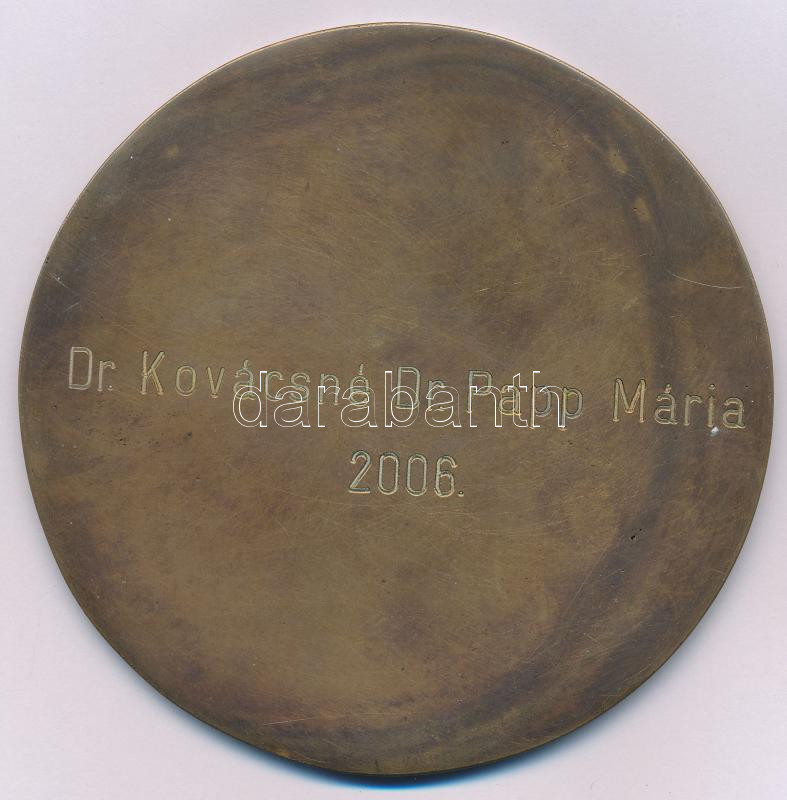 Dr. Kovácsné Dr. Papp Mária
darabanth
2006.